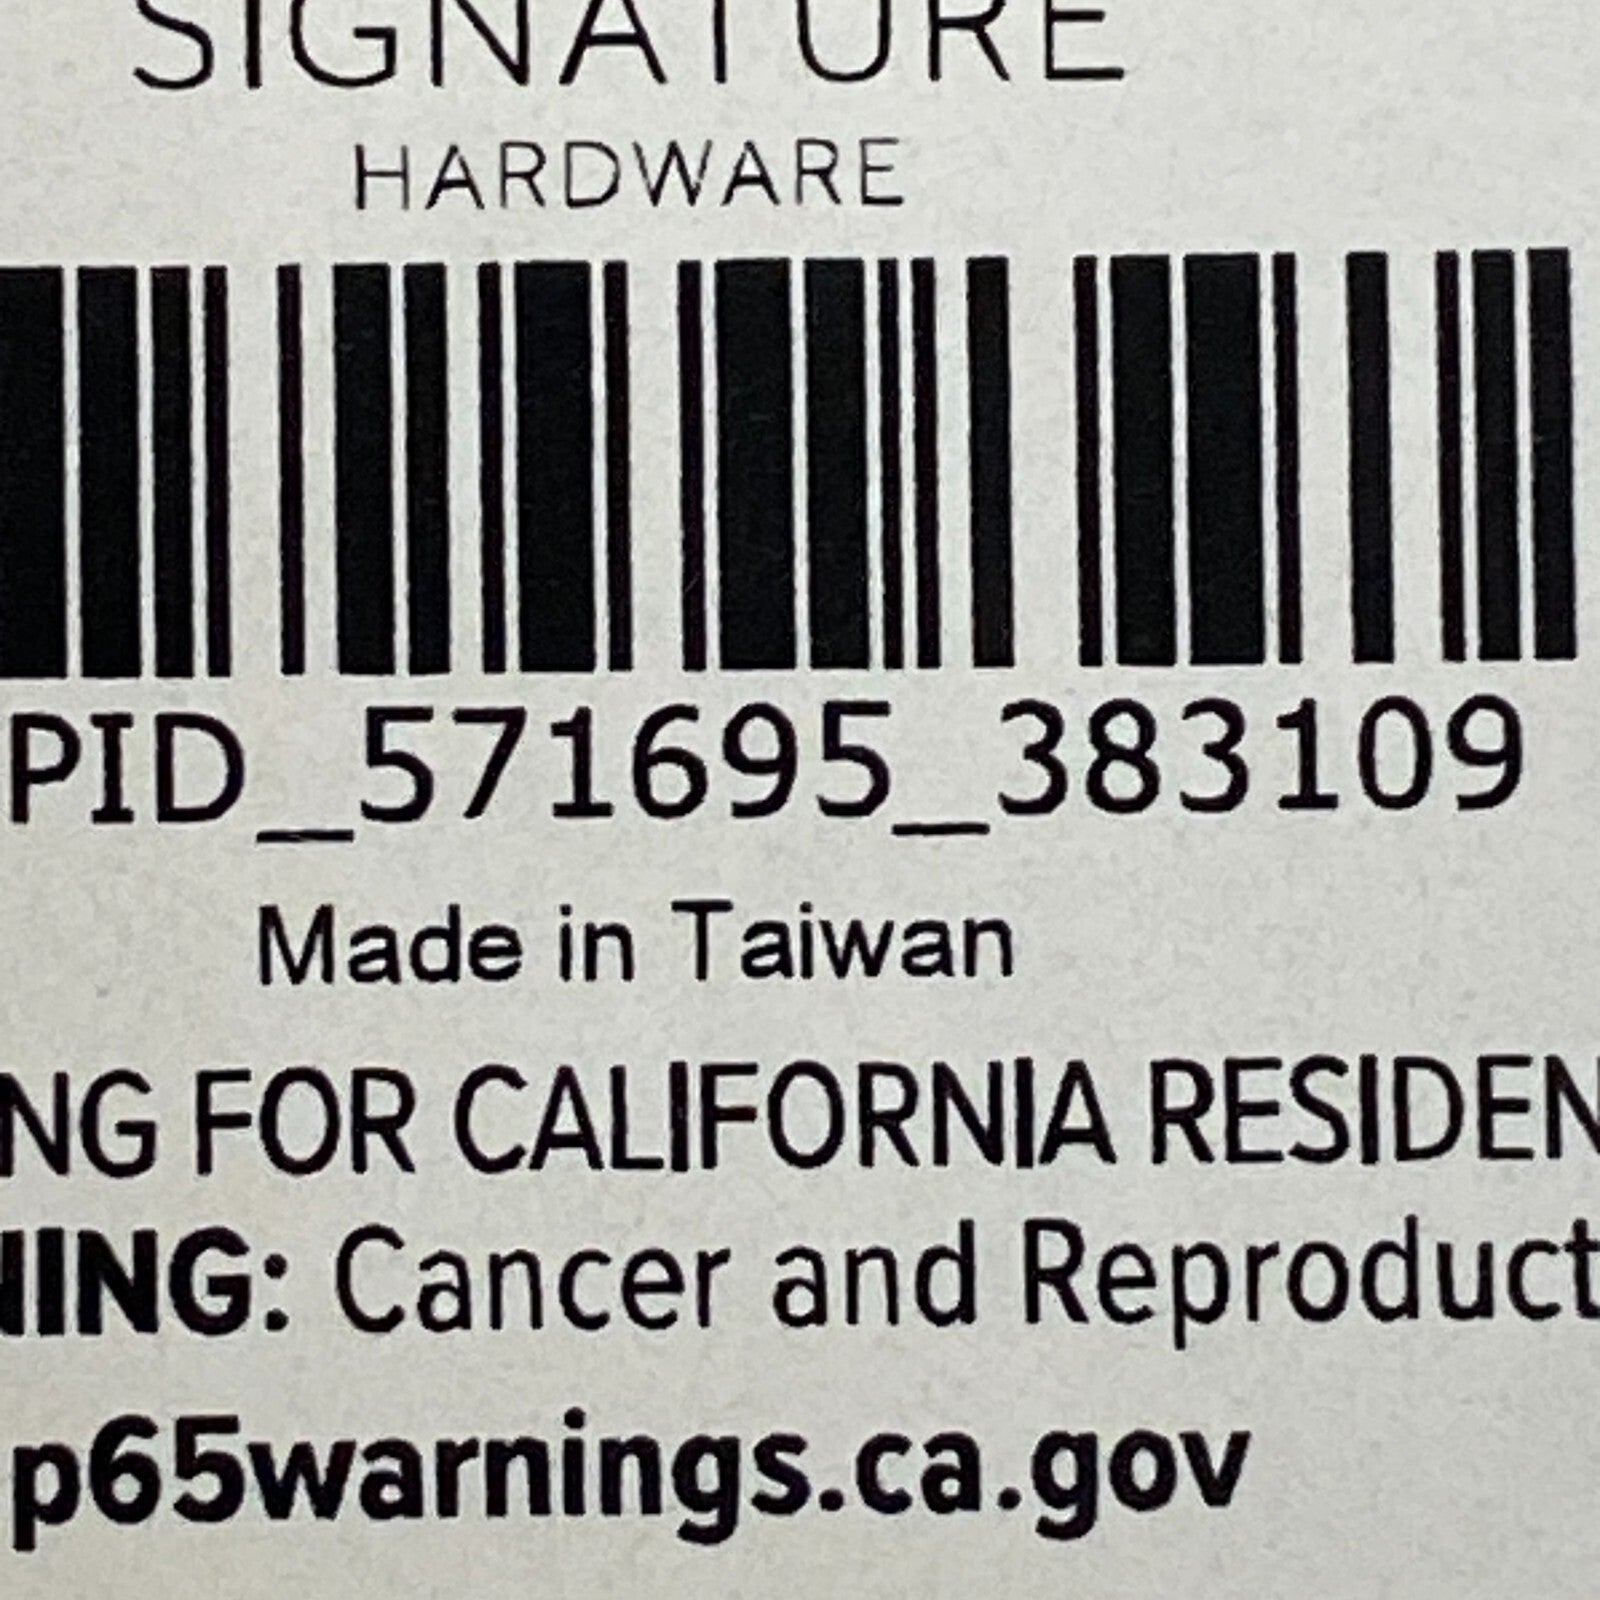 SIGNATURE
HARDWARE
PID_571695_383109
Made in Taiwan
NG FOR CALIFORNIA RESIDEN
NING: Cancer and Reproduct
p65warnings.ca.gov